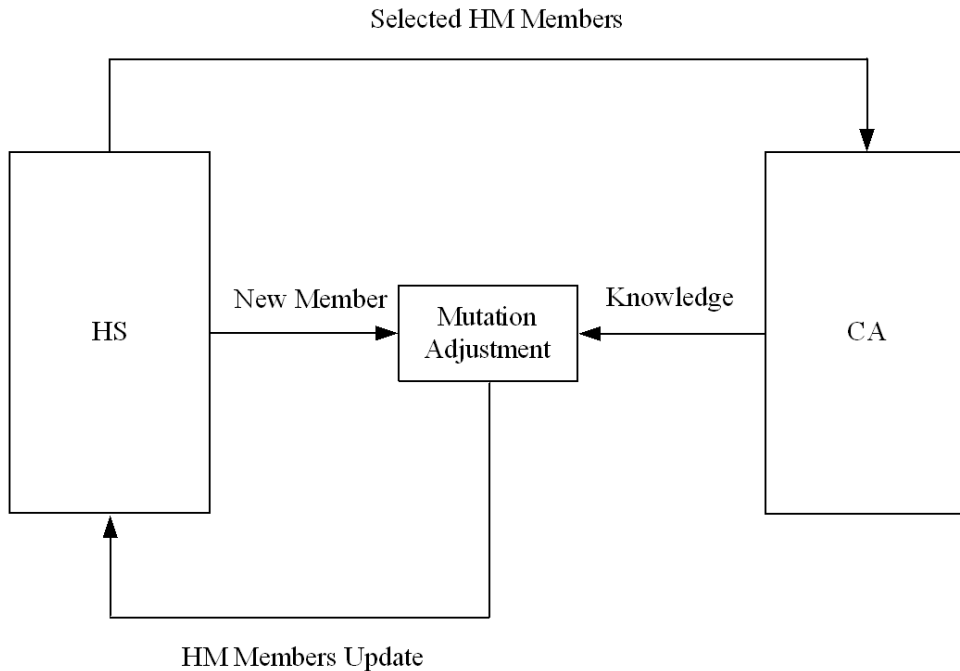 Selected HM Members
New Member
Knowledge
HS
Mutation
Adjustment
CA
HM Members Update